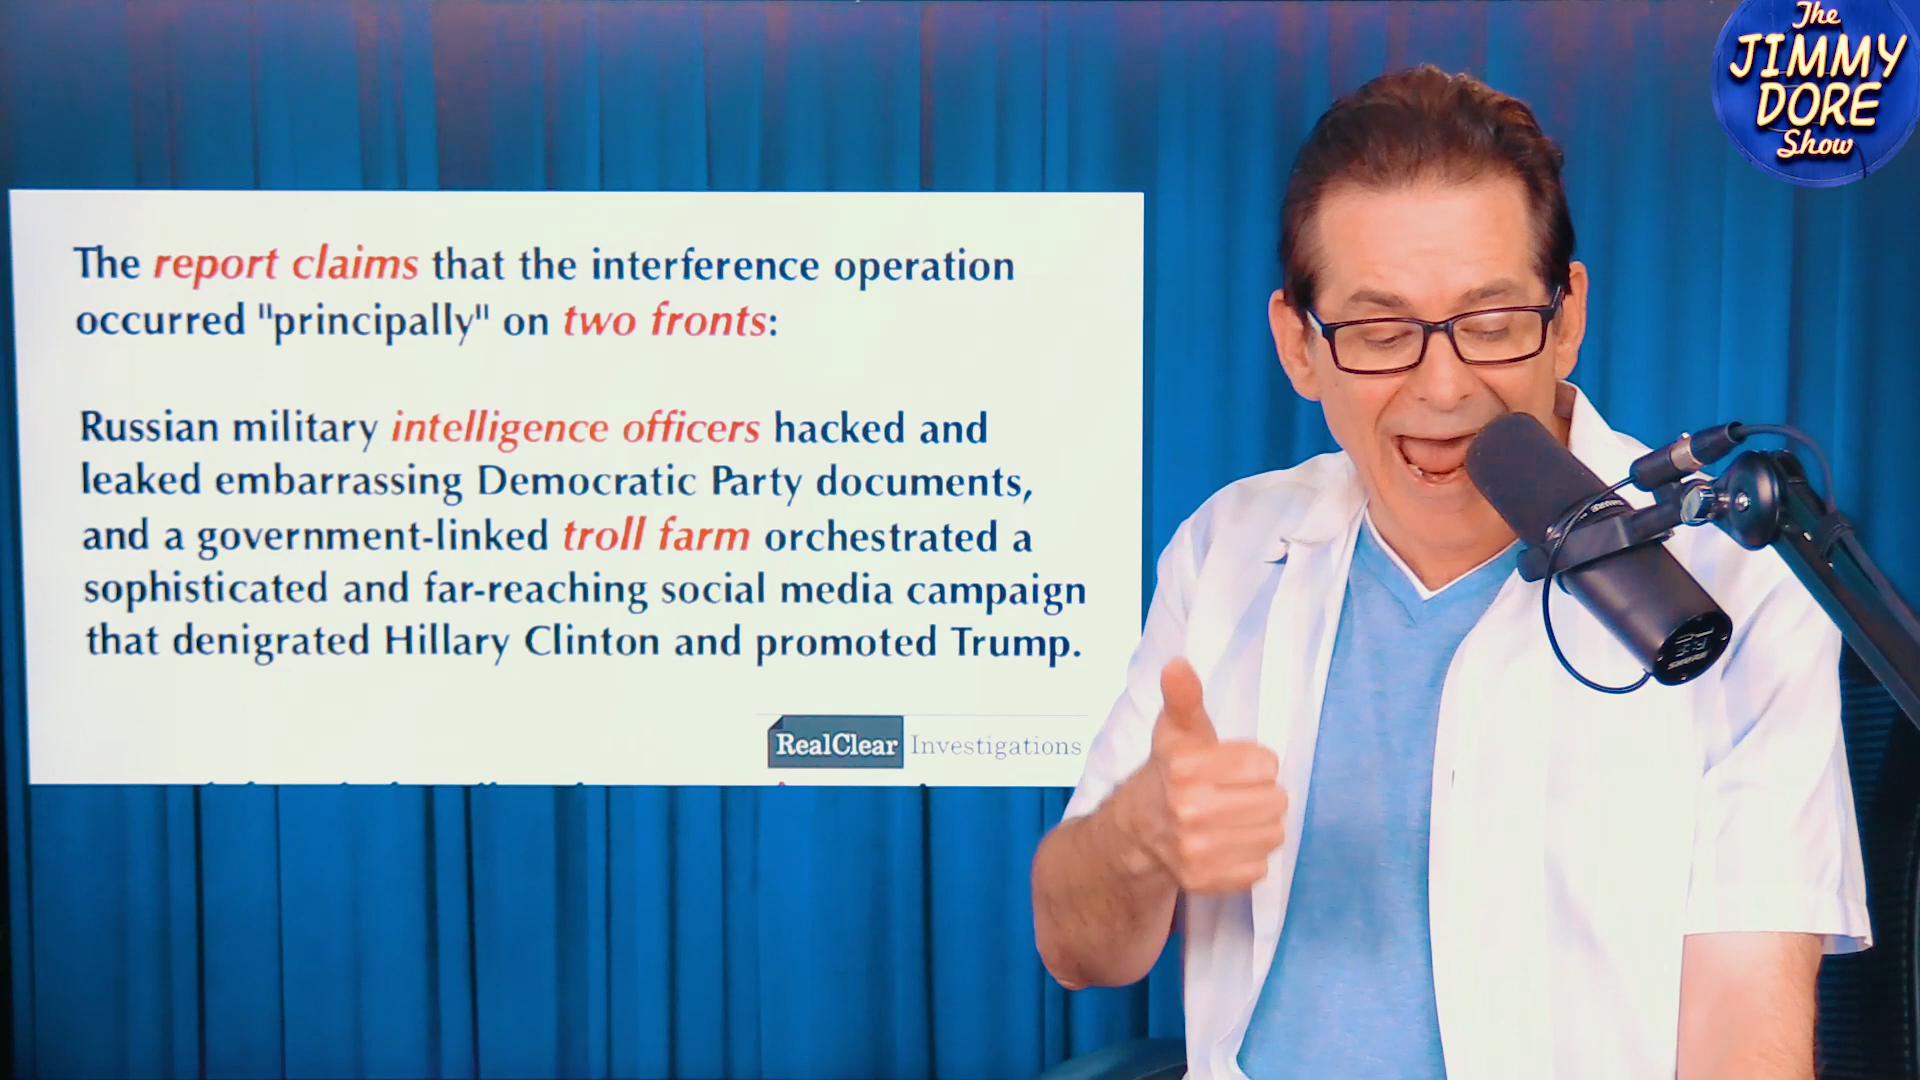 The
JIMMY
DORE
Show
The report claims that the interference operation
occurred "principally" on two fronts:
Russian military intelligence officers hacked and
leaked embarrassing Democratic Party documents,
and a government-linked troll farm orchestrated a
sophisticated and far-reaching social media campaign
that denigrated Hillary Clinton and promoted Trump.
RealClear Investigations
SHURE